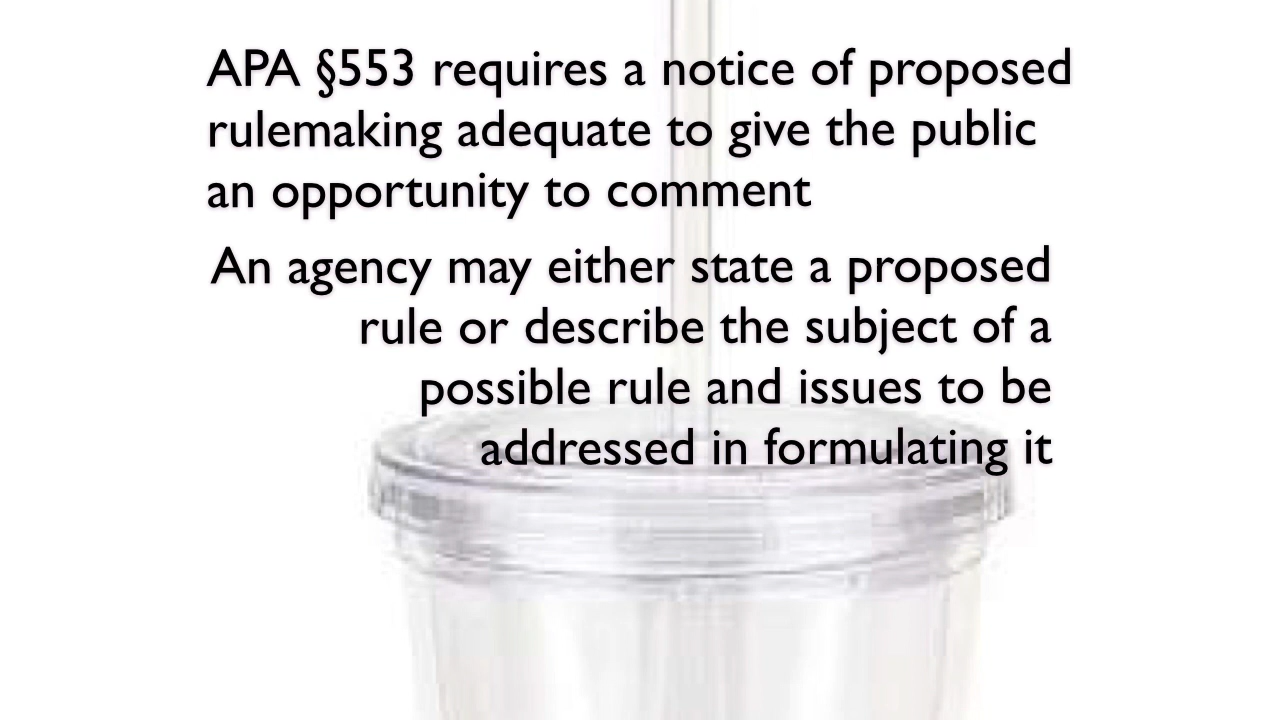 APA §553 requires a notice of proposed
rulemaking adequate to give the public
an opportunity to comment
An agency may either state a proposed
rule or describe the subject of a
possible rule and issues to be
addressed in formulating it